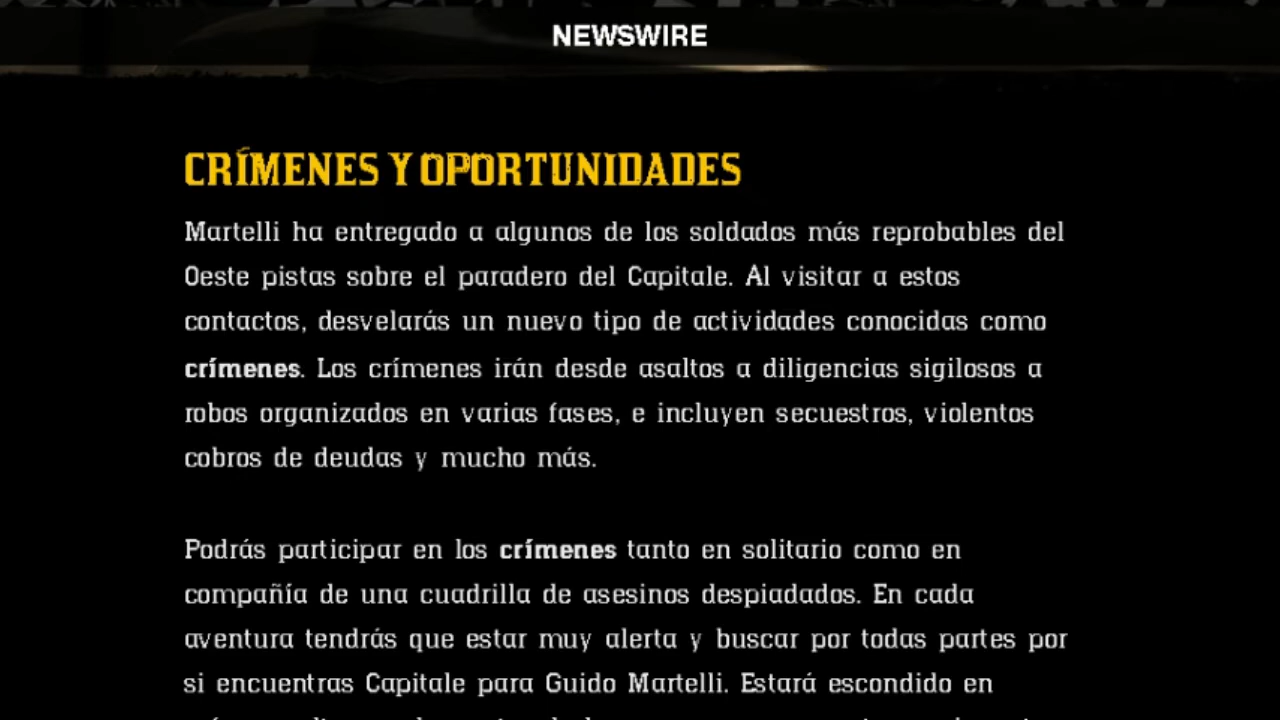 NEWSWIRE
CRÍMENES Y OPORTUNIDADES
Martelli ha entregado a algunos de los soldados más reprobables del
Oeste pistas sobre el paradero del Capitale. Al visitar a estos
contactos, desvelarás un nuevo tipo de actividades conocidas como
crímenes. Los crímenes irán desde asaltos a diligencias sigilosos a
robos organizados en varias fases, e incluyen secuestros, violentos
cobros de deudas y mucho más.
Podrás participar en los crímenes tanto en solitario como en
compañía de una cuadrilla de asesinos despiadados. En cada
aventura tendrás que estar muy alerta y buscar por todas partes por
si encuentras Capitale para Guido Martelli. Estará escondido en